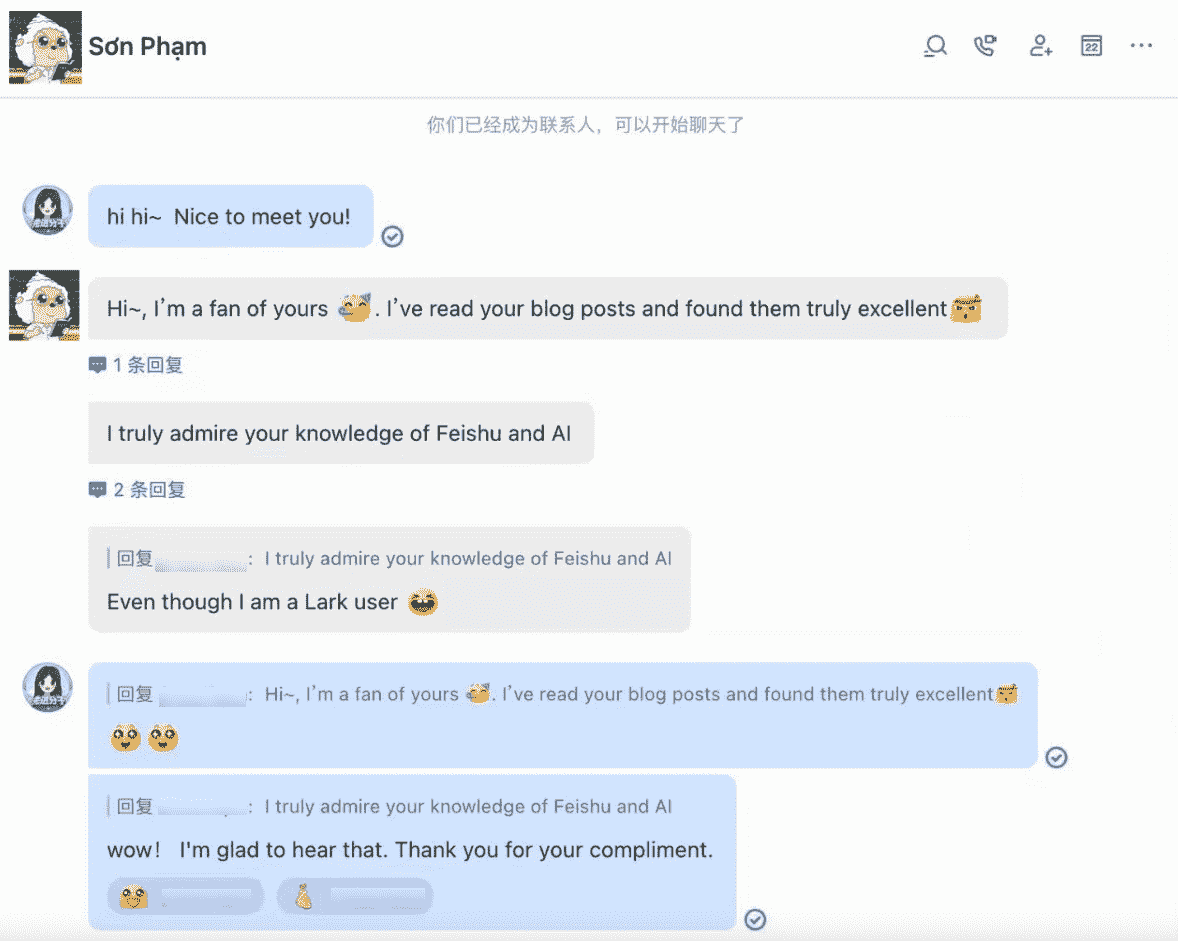 Sơn Phạm
22
你们已经成为联系人，可以开始聊天了
hi hi~ Nice to meet you!
Hi~, I’m a fan of yours . I’ve read your blog posts and found them truly excellent
1 条回复
I truly admire your knowledge of Feishu and AI
2 条回复
回复 : I truly admire your knowledge of Feishu and AI
Even though I am a Lark user
回复 : Hi~, I’m a fan of yours . I’ve read your blog posts and found them truly excellent
回复 : I truly admire your knowledge of Feishu and AI
wow! I'm glad to hear that. Thank you for your compliment.